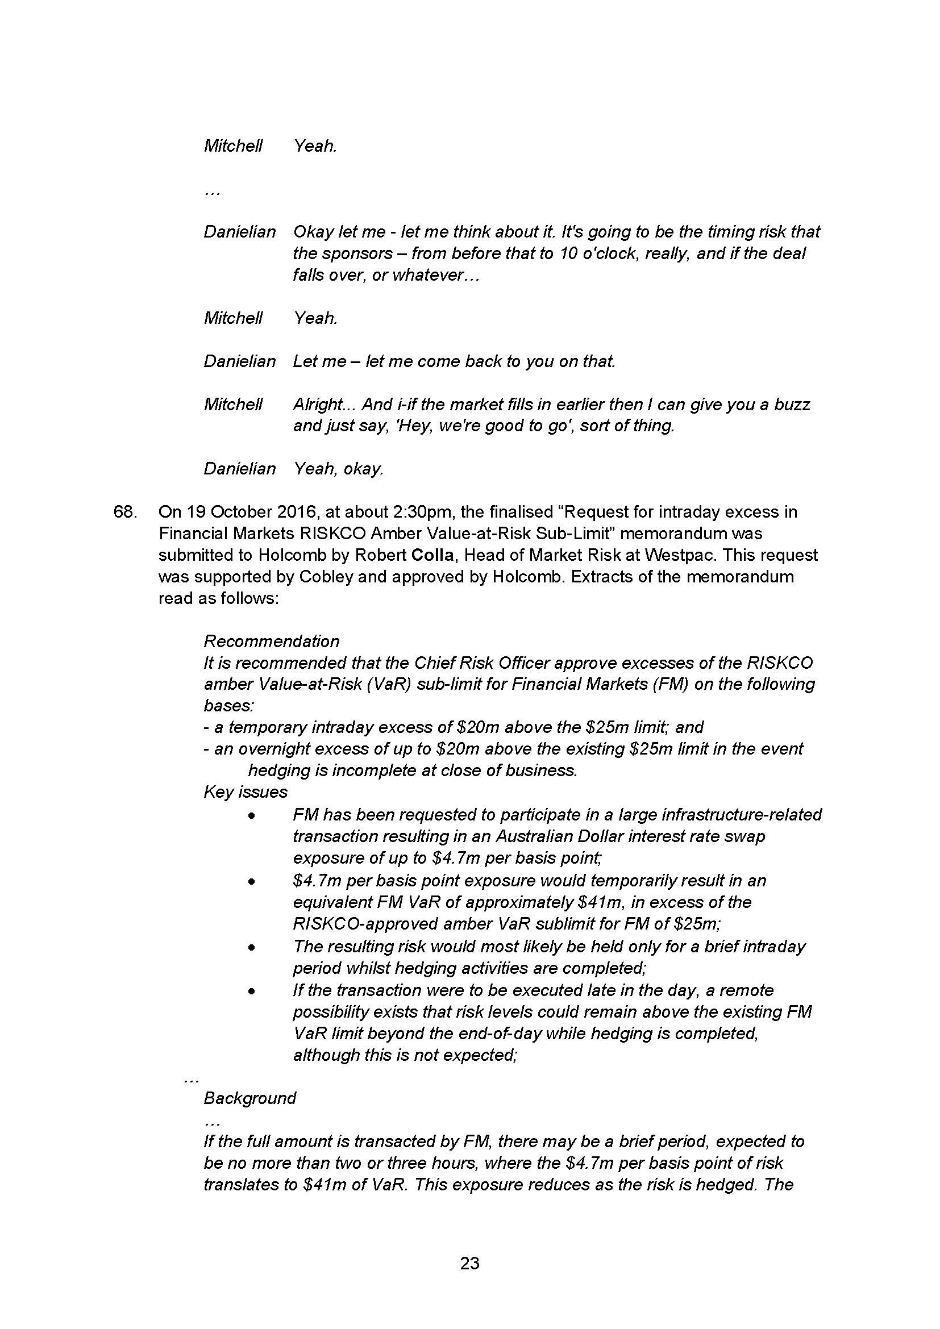 Mitchell Yeah.
...
Danielian Okay let me - let me think about it. It's going to be the timing risk that
the sponsors – from before that to 10 o'clock, really, and if the deal
falls over, or whatever…
Mitchell Yeah.
Danielian Let me – let me come back to you on that.
Mitchell Alright... And i-if the market fills in earlier then I can give you a buzz
and just say, 'Hey, we're good to go', sort of thing.
Danielian Yeah, okay.
68. On 19 October 2016, at about 2:30pm, the finalised “Request for intraday excess in
Financial Markets RISKCO Amber Value-at-Risk Sub-Limit” memorandum was
submitted to Holcomb by Robert Colla, Head of Market Risk at Westpac. This request
was supported by Cobley and approved by Holcomb. Extracts of the memorandum
read as follows:
Recommendation
It is recommended that the Chief Risk Officer approve excesses of the RISKCO
amber Value-at-Risk (VaR) sub-limit for Financial Markets (FM) on the following
bases:
- a temporary intraday excess of $20m above the $25m limit; and
- an overnight excess of up to $20m above the existing $25m limit in the event
hedging is incomplete at close of business.
Key issues
• FM has been requested to participate in a large infrastructure-related
transaction resulting in an Australian Dollar interest rate swap
exposure of up to $4.7m per basis point;
• $4.7m per basis point exposure would temporarily result in an
equivalent FM VaR of approximately $41m, in excess of the
RISKCO-approved amber VaR sublimit for FM of $25m;
• The resulting risk would most likely be held only for a brief intraday
period whilst hedging activities are completed;
• If the transaction were to be executed late in the day, a remote
possibility exists that risk levels could remain above the existing FM
VaR limit beyond the end-of-day while hedging is completed,
although this is not expected;
...
Background
...
If the full amount is transacted by FM, there may be a brief period, expected to
be no more than two or three hours, where the $4.7m per basis point of risk
translates to $41m of VaR. This exposure reduces as the risk is hedged. The
23